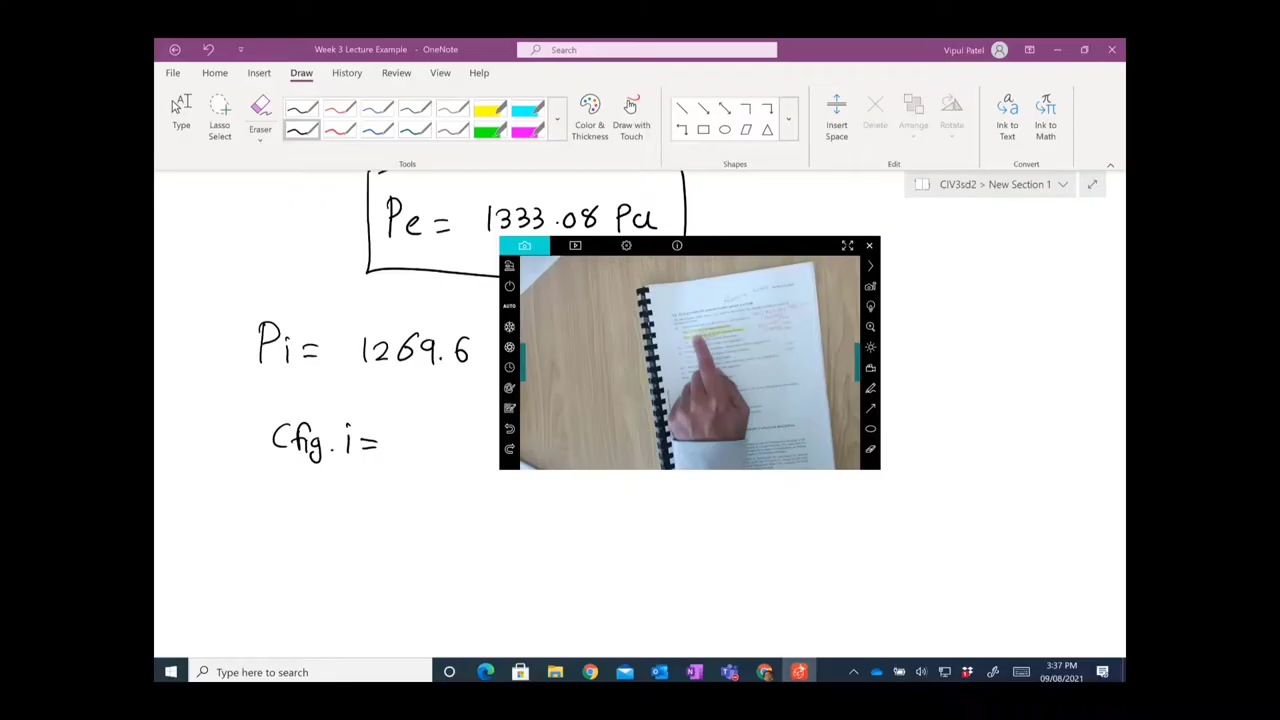 Week 3 Lecture Example - OneNote
Search
Vipul Patel
File Home Insert Draw History Review View Help
Type
Lasso Select
Eraser
Color & Thickness
Draw with Touch
Insert Space
Delete
Arrange
Rotate
Ink to Text
Ink to Math
Tools
Shapes
Edit
Convert
CIV3sd2 > New Section 1
Pe = 1333.08 Pa
AUTO
Pi = 1269.6
Cfig.i =
Type here to search
3:37 PM
09/08/2021